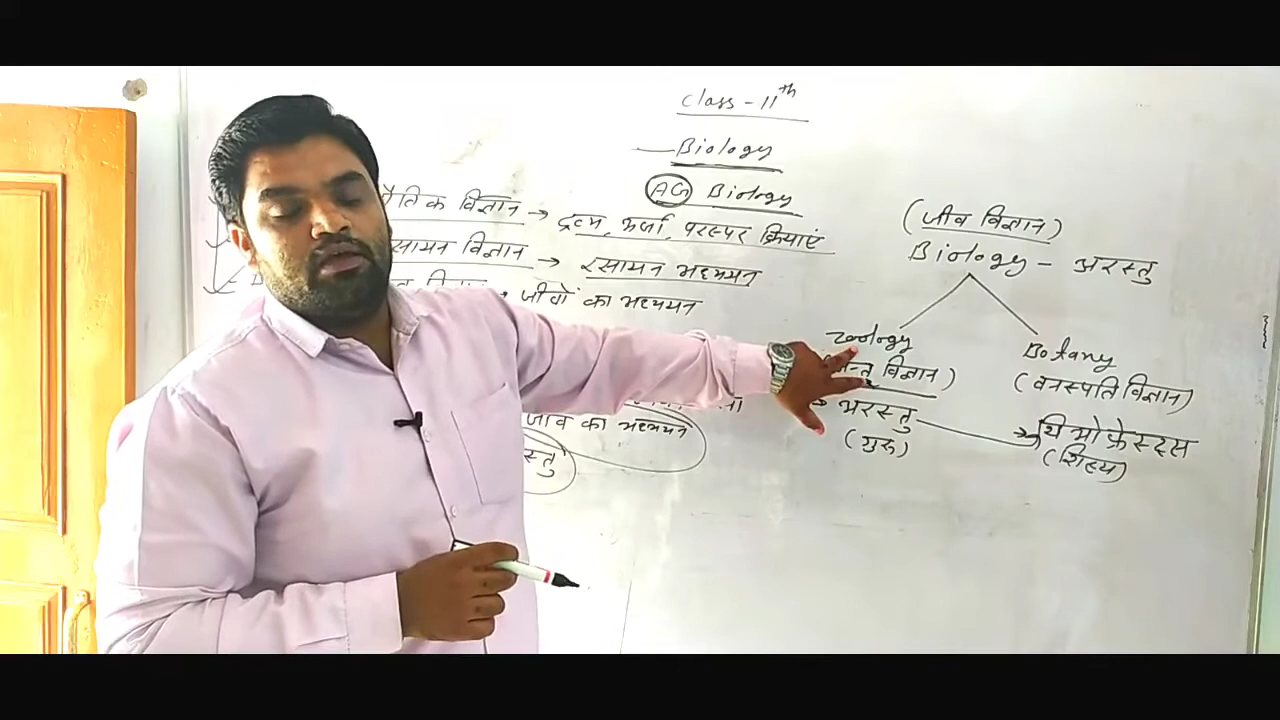 Class - 11th
Biology
AG Biology
भौतिक विज्ञान → द्रव्य, ऊर्जा, परस्पर क्रियाएं
रसायन विज्ञान → रसायन अध्ययन
जीवों का अध्ययन
जीव का अध्ययन
(जीव विज्ञान)
Biology - अरस्तु
Zoology
(जन्तु विज्ञान)
→ अरस्तु
(गुरु)
Botany
(वनस्पति विज्ञान)
थियोफ्रेस्ट्स
(शिष्य)